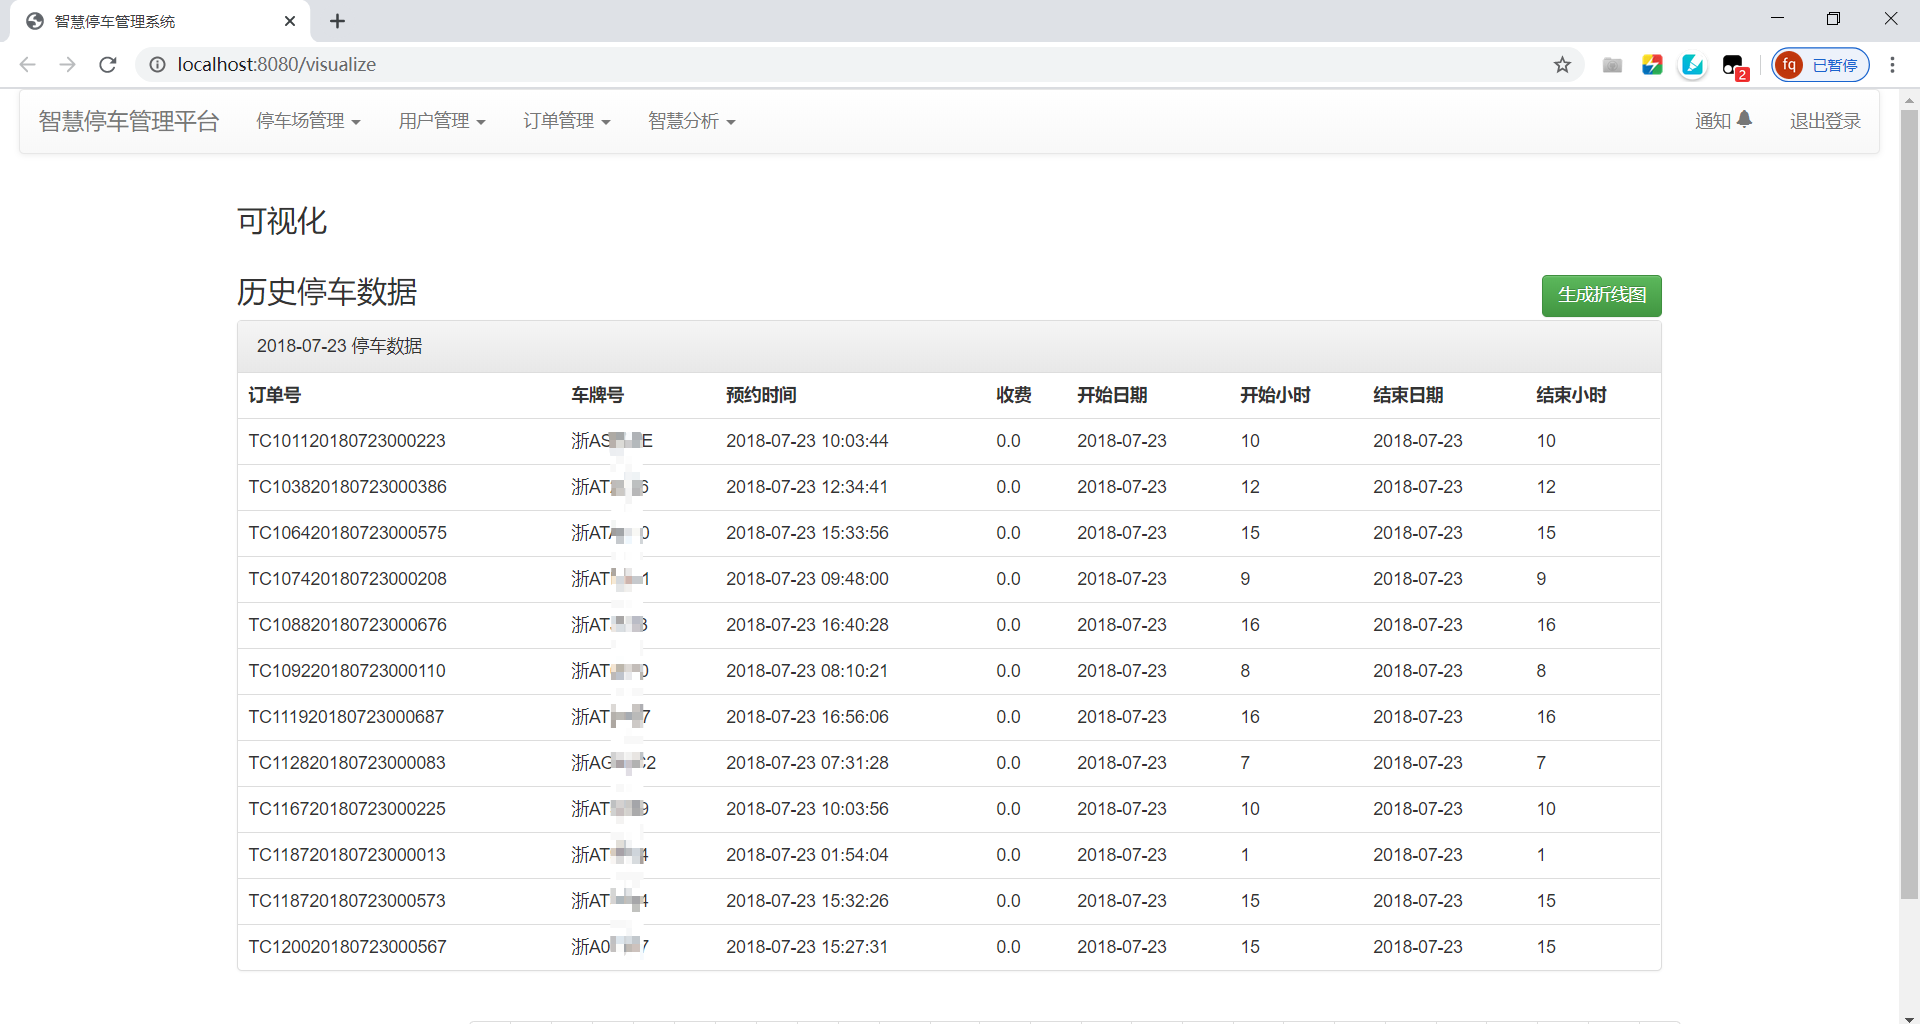 智慧停车管理系统
localhost:8080/visualize
2
fq 已暂停
智慧停车管理平台 停车场管理 用户管理 订单管理 智慧分析 通知 退出登录
可视化
历史停车数据 生成折线图
2018-07-23 停车数据
订单号 车牌号 预约时间 收费 开始日期 开始小时 结束日期 结束小时
TC101120180723000223 浙AS E 2018-07-23 10:03:44 0.0 2018-07-23 10 2018-07-23 10
TC103820180723000386 浙AT 6 2018-07-23 12:34:41 0.0 2018-07-23 12 2018-07-23 12
TC106420180723000575 浙AT 0 2018-07-23 15:33:56 0.0 2018-07-23 15 2018-07-23 15
TC107420180723000208 浙AT 1 2018-07-23 09:48:00 0.0 2018-07-23 9 2018-07-23 9
TC108820180723000676 浙AT 3 2018-07-23 16:40:28 0.0 2018-07-23 16 2018-07-23 16
TC109220180723000110 浙AT 0 2018-07-23 08:10:21 0.0 2018-07-23 8 2018-07-23 8
TC111920180723000687 浙AT 7 2018-07-23 16:56:06 0.0 2018-07-23 16 2018-07-23 16
TC112820180723000083 浙AG 2 2018-07-23 07:31:28 0.0 2018-07-23 7 2018-07-23 7
TC116720180723000225 浙AT 9 2018-07-23 10:03:56 0.0 2018-07-23 10 2018-07-23 10
TC118720180723000013 浙AT 4 2018-07-23 01:54:04 0.0 2018-07-23 1 2018-07-23 1
TC118720180723000573 浙AT 4 2018-07-23 15:32:26 0.0 2018-07-23 15 2018-07-23 15
TC120020180723000567 浙A0 7 2018-07-23 15:27:31 0.0 2018-07-23 15 2018-07-23 15